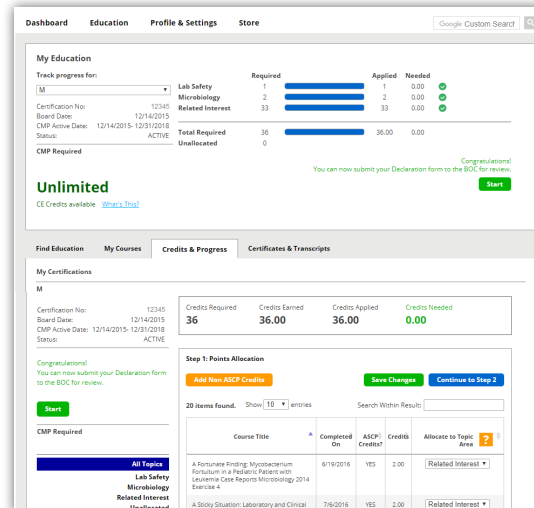 Dashboard Education Profile & Settings Store
Google Custom Search
My Education
Track progress for:
M
Certification No: 12345
Board Date: 12/14/2015
CMP Active Date: 12/14/2015-12/31/2018
Status: ACTIVE
CMP Required
Required Applied Needed
Lab Safety 1 1 0.00
Microbiology 2 2 0.00
Related Interest 33 33 0.00
Total Required 36 36.00 0.00
Unallocated 0
Congratulations!
You can now submit your Declaration form to the BOC for review.
Start
Unlimited
CE Credits available What's This?
Find Education My Courses Credits & Progress Certificates & Transcripts
My Certifications
M
Certification No: 12345
Board Date: 12/14/2015
CMP Active Date: 12/14/2015-12/31/2018
Status: ACTIVE
Congratulations!
You can now submit your Declaration form
to the BOC for review.
Start
CMP Required
All Topics
Lab Safety
Microbiology
Related Interest
Unallocated
Credits Required Credits Earned Credits Applied Credits Needed
36 36.00 36.00 0.00
Step 1: Points Allocation
Add Non ASCP Credits Save Changes Continue to Step 2
20 items found. Show 10 entries Search Within Result:
Course Title Completed On ASCP Credits? Credits Allocate to Topic Area ?
A Fortunate Finding: Mycobacterium 6/19/2016 YES 2.00 Related Interest
Fortuitum in a Pediatric Patient with
Leukemia Case Reports Microbiology 2014
Exercise 4
A Sticky Situation: Laboratory and Clinical 7/6/2016 YES 2.00 Related Interest